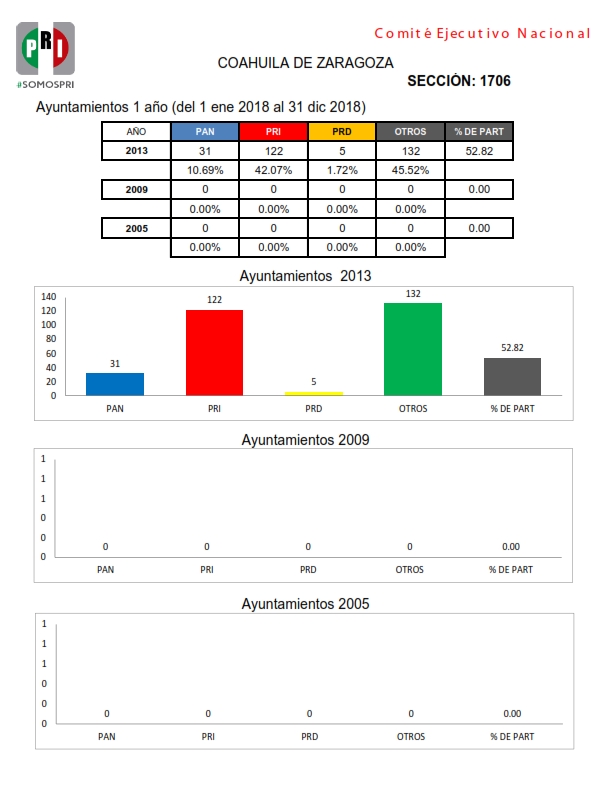 Comité Ejecutivo Nacional
PRI
#SOMOSPRI
COAHUILA DE ZARAGOZA
SECCIÓN: 1706
Ayuntamientos 1 año (del 1 ene 2018 al 31 dic 2018)
AÑO PAN PRI PRD OTROS % DE PART
2013 31 122 5 132 52.82
10.69% 42.07% 1.72% 45.52%
2009 0 0 0 0 0.00
0.00% 0.00% 0.00% 0.00%
2005 0 0 0 0 0.00
0.00% 0.00% 0.00% 0.00%
Ayuntamientos 2013
140
120
100
80
60
40
20
0
31 122 5 132 52.82
PAN PRI PRD OTROS % DE PART
Ayuntamientos 2009
1
1
1
0
0
0
0 0 0 0 0.00
PAN PRI PRD OTROS % DE PART
Ayuntamientos 2005
1
1
1
0
0
0
0 0 0 0 0.00
PAN PRI PRD OTROS % DE PART